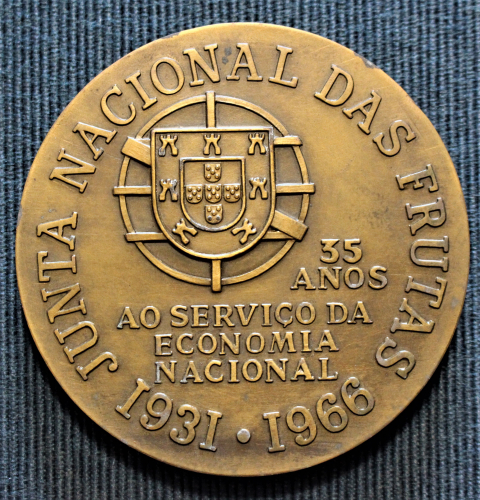 JUNTA NACIONAL DAS FRUTAS
35
ANOS
AO SERVIÇO DA
ECONOMIA
NACIONAL
1931 • 1966